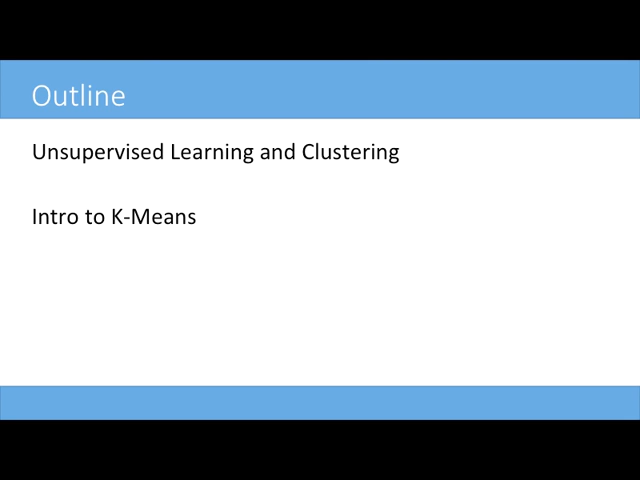 Outline
Unsupervised Learning and Clustering
Intro to K-Means